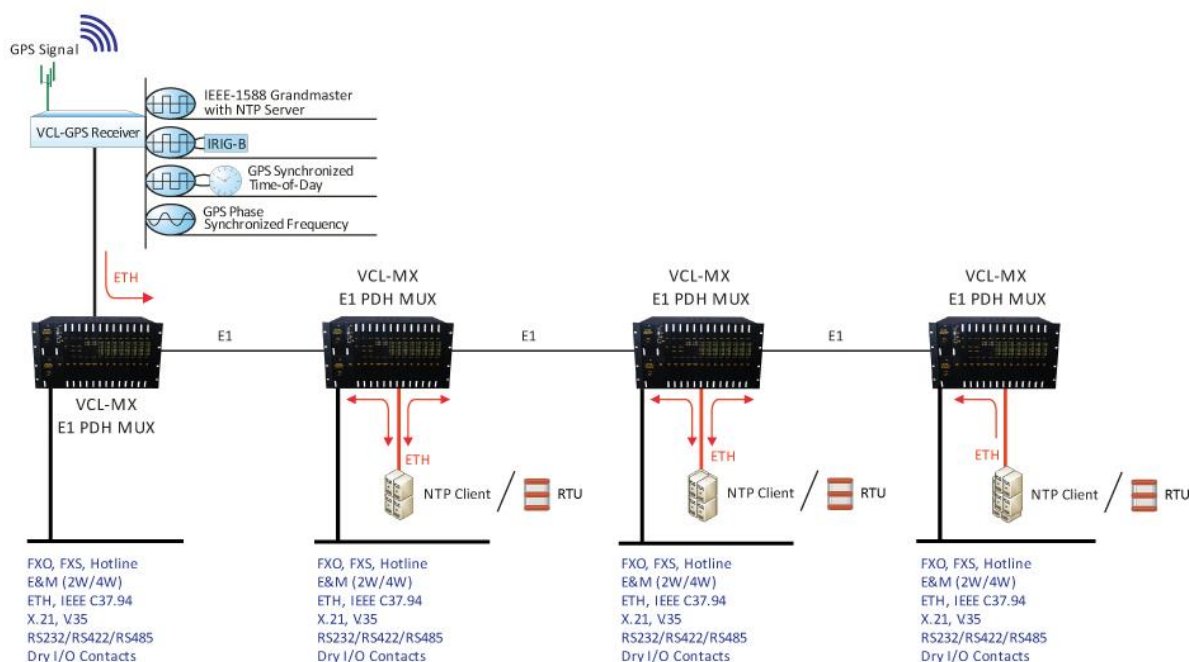 GPS Signal
VCL-GPS Receiver
IEEE-1588 Grandmaster
with NTP Server
IRIG-B
GPS Synchronized
Time-of-Day
GPS Phase
Synchronized Frequency
ETH
VCL-MX
E1 PDH MUX
VCL-MX
E1 PDH MUX
VCL-MX
E1 PDH MUX
E1
E1
E1
VCL-MX
E1 PDH MUX
ETH
NTP Client
RTU
ETH
NTP Client
RTU
ETH
NTP Client
RTU
FXO, FXS, Hotline
E&M (2W/4W)
ETH, IEEE C37.94
X.21, V.35
RS232/RS422/RS485
Dry I/O Contacts
FXO, FXS, Hotline
E&M (2W/4W)
ETH, IEEE C37.94
X.21, V.35
RS232/RS422/RS485
Dry I/O Contacts
FXO, FXS, Hotline
E&M (2W/4W)
ETH, IEEE C37.94
X.21, V.35
RS232/RS422/RS485
Dry I/O Contacts
FXO, FXS, Hotline
E&M (2W/4W)
ETH, IEEE C37.94
X.21, V.35
RS232/RS422/RS485
Dry I/O Contacts